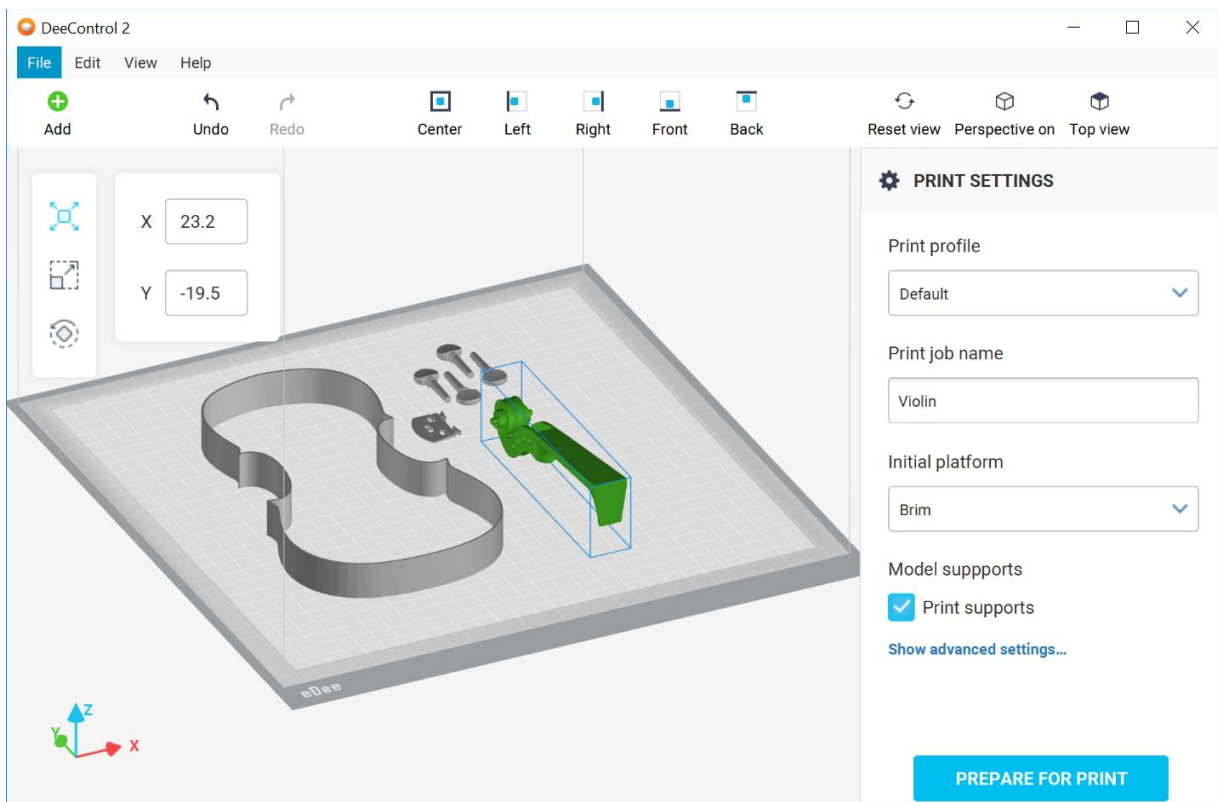 DeeControl 2
File Edit View Help
Add Undo Redo Center Left Right Front Back Reset view Perspective on Top view
PRINT SETTINGS
X 23.2
Y -19.5
Print profile
Default
Print job name
Violin
Initial platform
Brim
Model suppports
Print supports
Show advanced settings...
eDee
Z
Y
X
PREPARE FOR PRINT